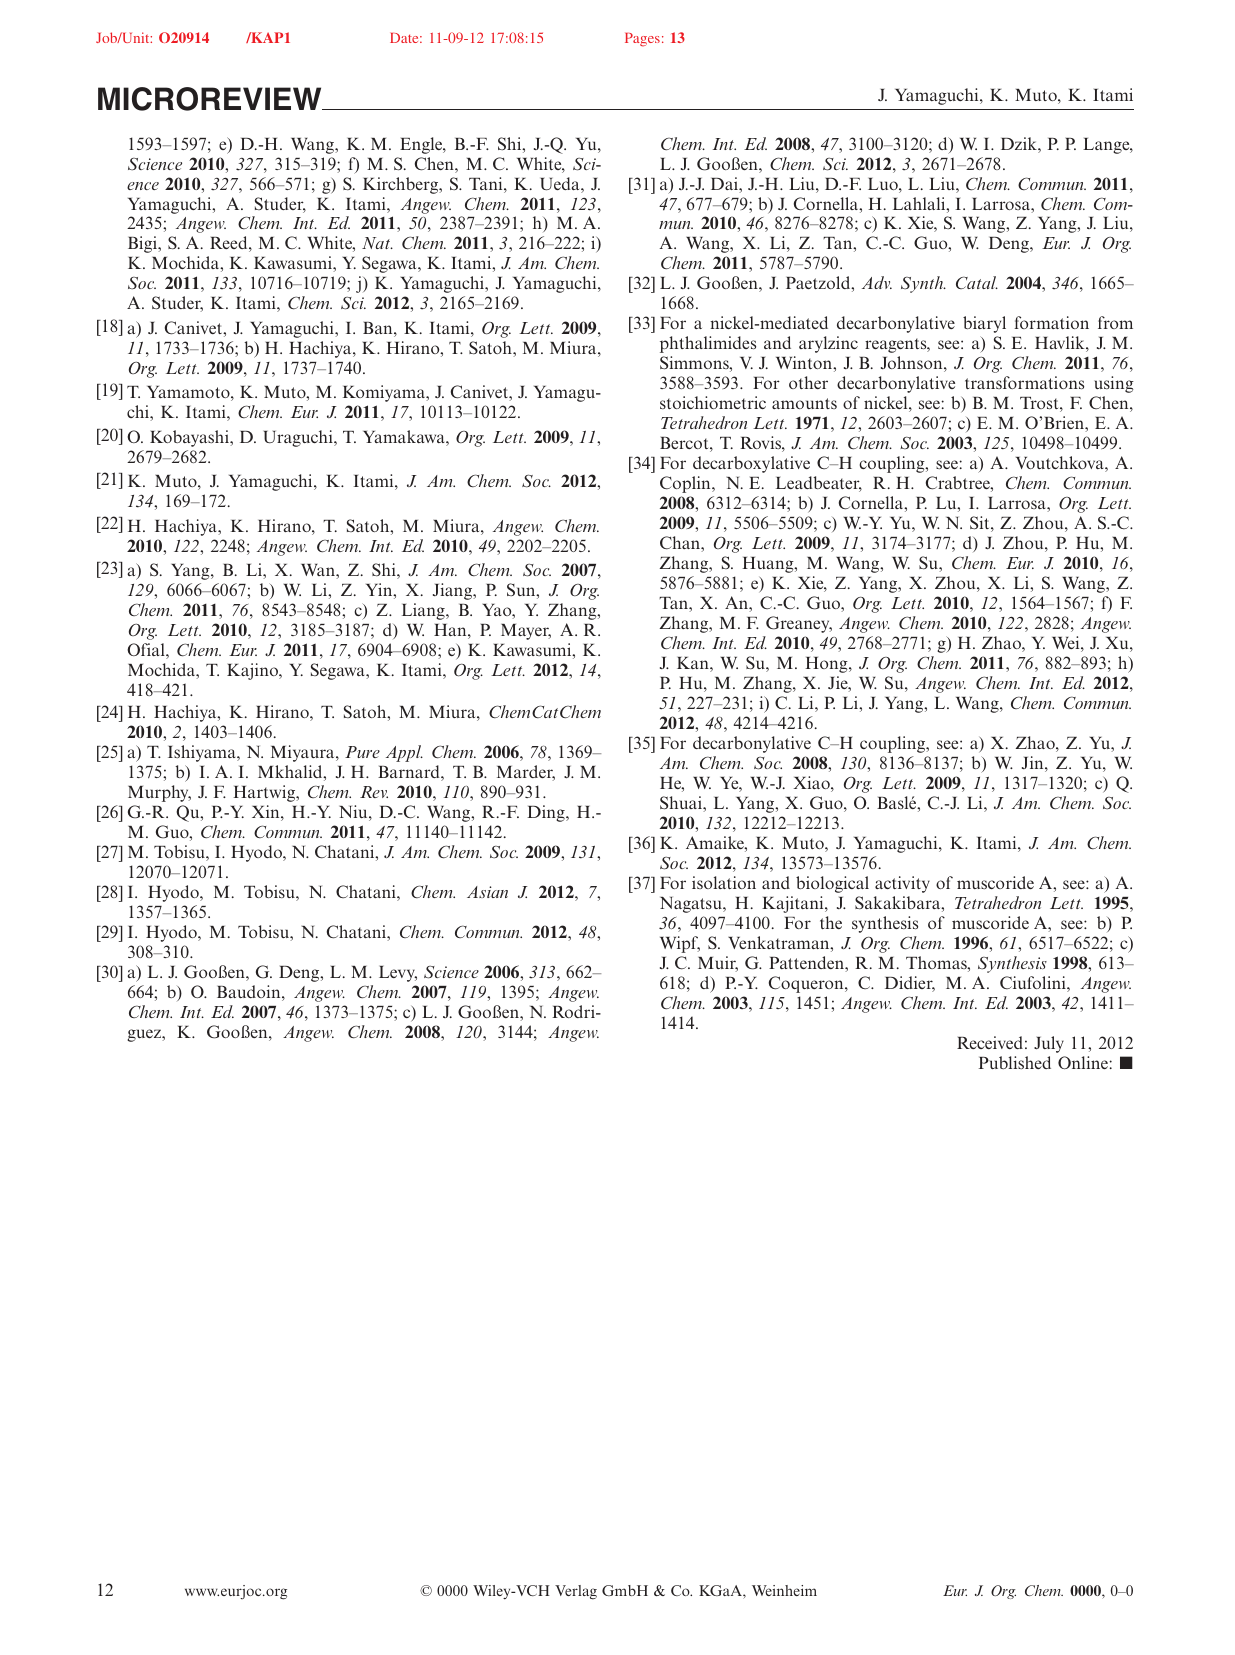 Job/Unit: O20914 /KAP1 Date: 11-09-12 17:08:15 Pages: 13
MICROREVIEW J. Yamaguchi, K. Muto, K. Itami
1593–1597; e) D.-H. Wang, K. M. Engle, B.-F. Shi, J.-Q. Yu,
Science 2010, 327, 315–319; f) M. S. Chen, M. C. White, Sci-
ence 2010, 327, 566–571; g) S. Kirchberg, S. Tani, K. Ueda, J.
Yamaguchi, A. Studer, K. Itami, Angew. Chem. 2011, 123,
2435; Angew. Chem. Int. Ed. 2011, 50, 2387–2391; h) M. A.
Bigi, S. A. Reed, M. C. White, Nat. Chem. 2011, 3, 216–222; i)
K. Mochida, K. Kawasumi, Y. Segawa, K. Itami, J. Am. Chem.
Soc. 2011, 133, 10716–10719; j) K. Yamaguchi, J. Yamaguchi,
A. Studer, K. Itami, Chem. Sci. 2012, 3, 2165–2169.
[18] a) J. Canivet, J. Yamaguchi, I. Ban, K. Itami, Org. Lett. 2009,
11, 1733–1736; b) H. Hachiya, K. Hirano, T. Satoh, M. Miura,
Org. Lett. 2009, 11, 1737–1740.
[19] T. Yamamoto, K. Muto, M. Komiyama, J. Canivet, J. Yamagu-
chi, K. Itami, Chem. Eur. J. 2011, 17, 10113–10122.
[20] O. Kobayashi, D. Uraguchi, T. Yamakawa, Org. Lett. 2009, 11,
2679–2682.
[21] K. Muto, J. Yamaguchi, K. Itami, J. Am. Chem. Soc. 2012,
134, 169–172.
[22] H. Hachiya, K. Hirano, T. Satoh, M. Miura, Angew. Chem.
2010, 122, 2248; Angew. Chem. Int. Ed. 2010, 49, 2202–2205.
[23] a) S. Yang, B. Li, X. Wan, Z. Shi, J. Am. Chem. Soc. 2007,
129, 6066–6067; b) W. Li, Z. Yin, X. Jiang, P. Sun, J. Org.
Chem. 2011, 76, 8543–8548; c) Z. Liang, B. Yao, Y. Zhang,
Org. Lett. 2010, 12, 3185–3187; d) W. Han, P. Mayer, A. R.
Ofial, Chem. Eur. J. 2011, 17, 6904–6908; e) K. Kawasumi, K.
Mochida, T. Kajino, Y. Segawa, K. Itami, Org. Lett. 2012, 14,
418–421.
[24] H. Hachiya, K. Hirano, T. Satoh, M. Miura, ChemCatChem
2010, 2, 1403–1406.
[25] a) T. Ishiyama, N. Miyaura, Pure Appl. Chem. 2006, 78, 1369–
1375; b) I. A. I. Mkhalid, J. H. Barnard, T. B. Marder, J. M.
Murphy, J. F. Hartwig, Chem. Rev. 2010, 110, 890–931.
[26] G.-R. Qu, P.-Y. Xin, H.-Y. Niu, D.-C. Wang, R.-F. Ding, H.-
M. Guo, Chem. Commun. 2011, 47, 11140–11142.
[27] M. Tobisu, I. Hyodo, N. Chatani, J. Am. Chem. Soc. 2009, 131,
12070–12071.
[28] I. Hyodo, M. Tobisu, N. Chatani, Chem. Asian J. 2012, 7,
1357–1365.
[29] I. Hyodo, M. Tobisu, N. Chatani, Chem. Commun. 2012, 48,
308–310.
[30] a) L. J. Gooßen, G. Deng, L. M. Levy, Science 2006, 313, 662–
664; b) O. Baudoin, Angew. Chem. 2007, 119, 1395; Angew.
Chem. Int. Ed. 2007, 46, 1373–1375; c) L. J. Gooßen, N. Rodri-
guez, K. Gooßen, Angew. Chem. 2008, 120, 3144; Angew.
Chem. Int. Ed. 2008, 47, 3100–3120; d) W. I. Dzik, P. P. Lange,
L. J. Gooßen, Chem. Sci. 2012, 3, 2671–2678.
[31] a) J.-J. Dai, J.-H. Liu, D.-F. Luo, L. Liu, Chem. Commun. 2011,
47, 677–679; b) J. Cornella, H. Lahlali, I. Larrosa, Chem. Com-
mun. 2010, 46, 8276–8278; c) K. Xie, S. Wang, Z. Yang, J. Liu,
A. Wang, X. Li, Z. Tan, C.-C. Guo, W. Deng, Eur. J. Org.
Chem. 2011, 5787–5790.
[32] L. J. Gooßen, J. Paetzold, Adv. Synth. Catal. 2004, 346, 1665–
1668.
[33] For a nickel-mediated decarbonylative biaryl formation from
phthalimides and arylzinc reagents, see: a) S. E. Havlik, J. M.
Simmons, V. J. Winton, J. B. Johnson, J. Org. Chem. 2011, 76,
3588–3593. For other decarbonylative transformations using
stoichiometric amounts of nickel, see: b) B. M. Trost, F. Chen,
Tetrahedron Lett. 1971, 12, 2603–2607; c) E. M. O’Brien, E. A.
Bercot, T. Rovis, J. Am. Chem. Soc. 2003, 125, 10498–10499.
[34] For decarboxylative C–H coupling, see: a) A. Voutchkova, A.
Coplin, N. E. Leadbeater, R. H. Crabtree, Chem. Commun.
2008, 6312–6314; b) J. Cornella, P. Lu, I. Larrosa, Org. Lett.
2009, 11, 5506–5509; c) W.-Y. Yu, W. N. Sit, Z. Zhou, A. S.-C.
Chan, Org. Lett. 2009, 11, 3174–3177; d) J. Zhou, P. Hu, M.
Zhang, S. Huang, M. Wang, W. Su, Chem. Eur. J. 2010, 16,
5876–5881; e) K. Xie, Z. Yang, X. Zhou, X. Li, S. Wang, Z.
Tan, X. An, C.-C. Guo, Org. Lett. 2010, 12, 1564–1567; f) F.
Zhang, M. F. Greaney, Angew. Chem. 2010, 122, 2828; Angew.
Chem. Int. Ed. 2010, 49, 2768–2771; g) H. Zhao, Y. Wei, J. Xu,
J. Kan, W. Su, M. Hong, J. Org. Chem. 2011, 76, 882–893; h)
P. Hu, M. Zhang, X. Jie, W. Su, Angew. Chem. Int. Ed. 2012,
51, 227–231; i) C. Li, P. Li, J. Yang, L. Wang, Chem. Commun.
2012, 48, 4214–4216.
[35] For decarbonylative C–H coupling, see: a) X. Zhao, Z. Yu, J.
Am. Chem. Soc. 2008, 130, 8136–8137; b) W. Jin, Z. Yu, W.
He, W. Ye, W.-J. Xiao, Org. Lett. 2009, 11, 1317–1320; c) Q.
Shuai, L. Yang, X. Guo, O. Baslé, C.-J. Li, J. Am. Chem. Soc.
2010, 132, 12212–12213.
[36] K. Amaike, K. Muto, J. Yamaguchi, K. Itami, J. Am. Chem.
Soc. 2012, 134, 13573–13576.
[37] For isolation and biological activity of muscoride A, see: a) A.
Nagatsu, H. Kajitani, J. Sakakibara, Tetrahedron Lett. 1995,
36, 4097–4100. For the synthesis of muscoride A, see: b) P.
Wipf, S. Venkatraman, J. Org. Chem. 1996, 61, 6517–6522; c)
J. C. Muir, G. Pattenden, R. M. Thomas, Synthesis 1998, 613–
618; d) P.-Y. Coqueron, C. Didier, M. A. Ciufolini, Angew.
Chem. 2003, 115, 1451; Angew. Chem. Int. Ed. 2003, 42, 1411–
1414.
Received: July 11, 2012
Published Online: ■
12 www.eurjoc.org © 0000 Wiley-VCH Verlag GmbH & Co. KGaA, Weinheim Eur. J. Org. Chem. 0000, 0–0